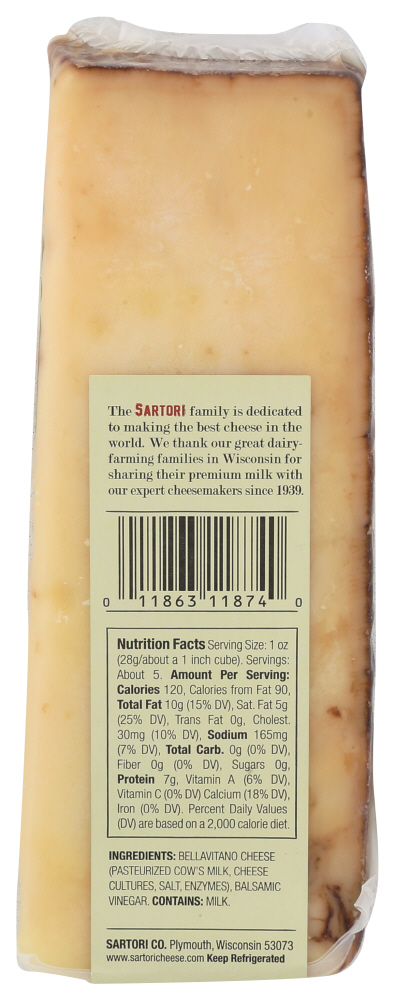 The SARTORI family is dedicated
to making the best cheese in the
world. We thank our great dairy-
farming families in Wisconsin for
sharing their premium milk with
our expert cheesemakers since 1939.
0 11863 11874 0
Nutrition Facts Serving Size: 1 oz
(28g/about a 1 inch cube). Servings:
About 5. Amount Per Serving:
Calories 120, Calories from Fat 90,
Total Fat 10g (15% DV), Sat. Fat 5g
(25% DV), Trans Fat 0g, Cholest.
30mg (10% DV), Sodium 165mg
(7% DV), Total Carb. 0g (0% DV),
Fiber 0g (0% DV), Sugars 0g,
Protein 7g, Vitamin A (6% DV),
Vitamin C (0% DV) Calcium (18% DV),
Iron (0% DV). Percent Daily Values
(DV) are based on a 2,000 calorie diet.
INGREDIENTS: BELLAVITANO CHEESE
(PASTEURIZED COW'S MILK, CHEESE
CULTURES, SALT, ENZYMES), BALSAMIC
VINEGAR. CONTAINS: MILK.
SARTORI CO. Plymouth, Wisconsin 53073
www.sartoricheese.com Keep Refrigerated